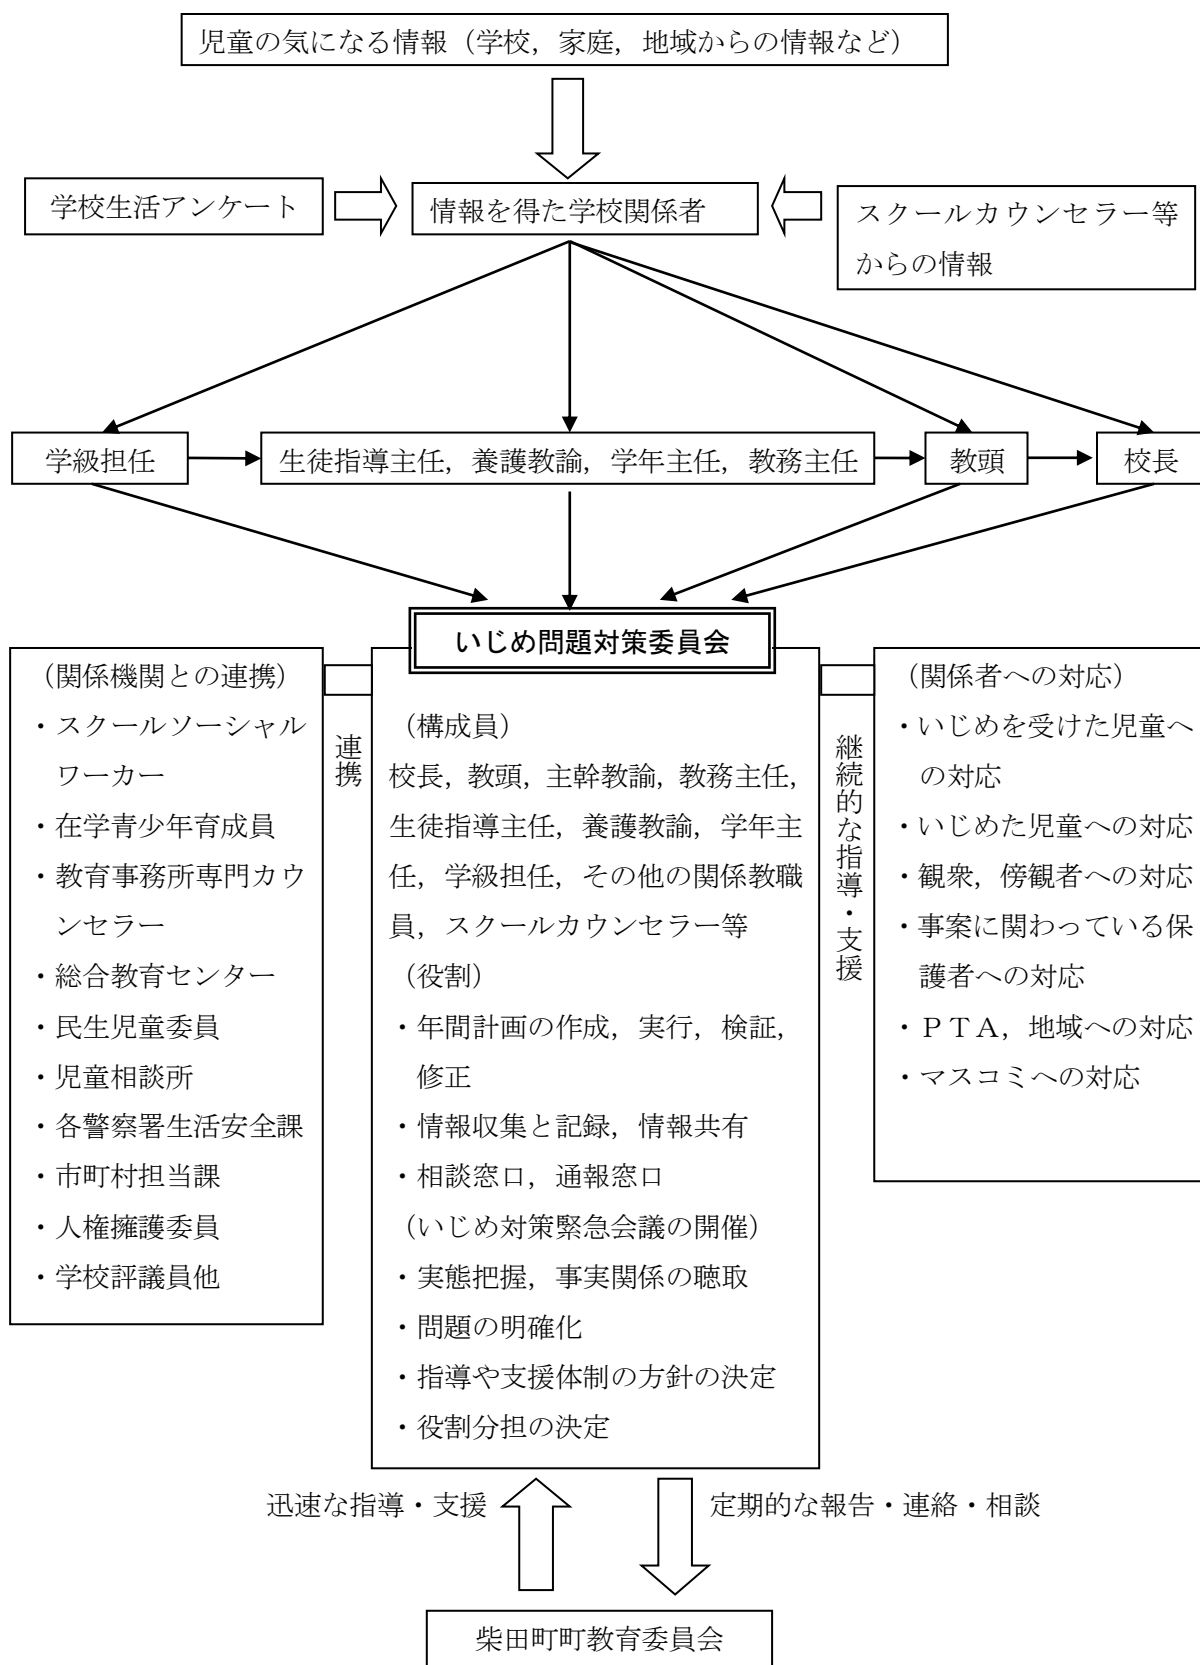 児童の気になる情報（学校，家庭，地域からの情報など）
学校生活アンケート
情報を得た学校関係者
スクールカウンセラー等
からの情報
学級担任
生徒指導主任，養護教諭，学年主任，教務主任
教頭
校長
いじめ問題対策委員会
（関係機関との連携）
・スクールソーシャル
ワーカー
・在学青少年育成員
・教育事務所専門カウ
ンセラー
・総合教育センター
・民生児童委員
・児童相談所
・各警察署生活安全課
・市町村担当課
・人権擁護委員
・学校評議員他
連携
（構成員）
校長，教頭，主幹教諭，教務主任，
生徒指導主任，養護教諭，学年主
任，学級担任，その他の関係教職
員，スクールカウンセラー等
（役割）
・年間計画の作成，実行，検証，
修正
・情報収集と記録，情報共有
・相談窓口，通報窓口
（いじめ対策緊急会議の開催）
・実態把握，事実関係の聴取
・問題の明確化
・指導や支援体制の方針の決定
・役割分担の決定
継続的な指導・支援
（関係者への対応）
・いじめを受けた児童へ
の対応
・いじめた児童への対応
・観衆，傍観者への対応
・事案に関わっている保
護者への対応
・ＰＴＡ，地域への対応
・マスコミへの対応
迅速な指導・支援
定期的な報告・連絡・相談
柴田町町教育委員会